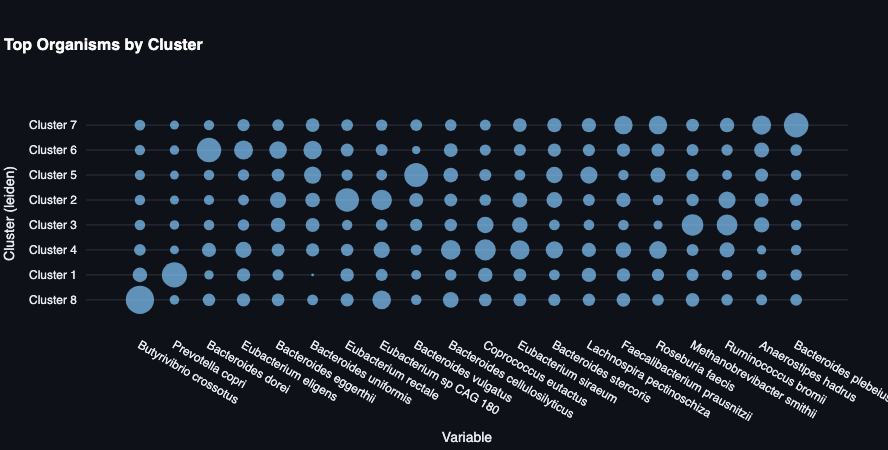 Top Organisms by Cluster
Cluster (leiden)
Cluster 7
Cluster 6
Cluster 5
Cluster 2
Cluster 3
Cluster 4
Cluster 1
Cluster 8
Butyrivibrio crossotus
Prevotella copri
Bacteroides dorei
Eubacterium eligens
Bacteroides eggerthii
Bacteroides uniformis
Eubacterium rectale
Eubacterium sp CAG 180
Bacteroides vulgatus
Bacteroides cellulosilyticus
Coprococcus eutactus
Eubacterium siraeum
Bacteroides stercoris
Lachnospira pectinoschiza
Faecalibacterium prausnitzii
Roseburia faecis
Methanobrevibacter smithii
Ruminococcus bromii
Anaerostipes hadrus
Bacteroides plebeius
Variable